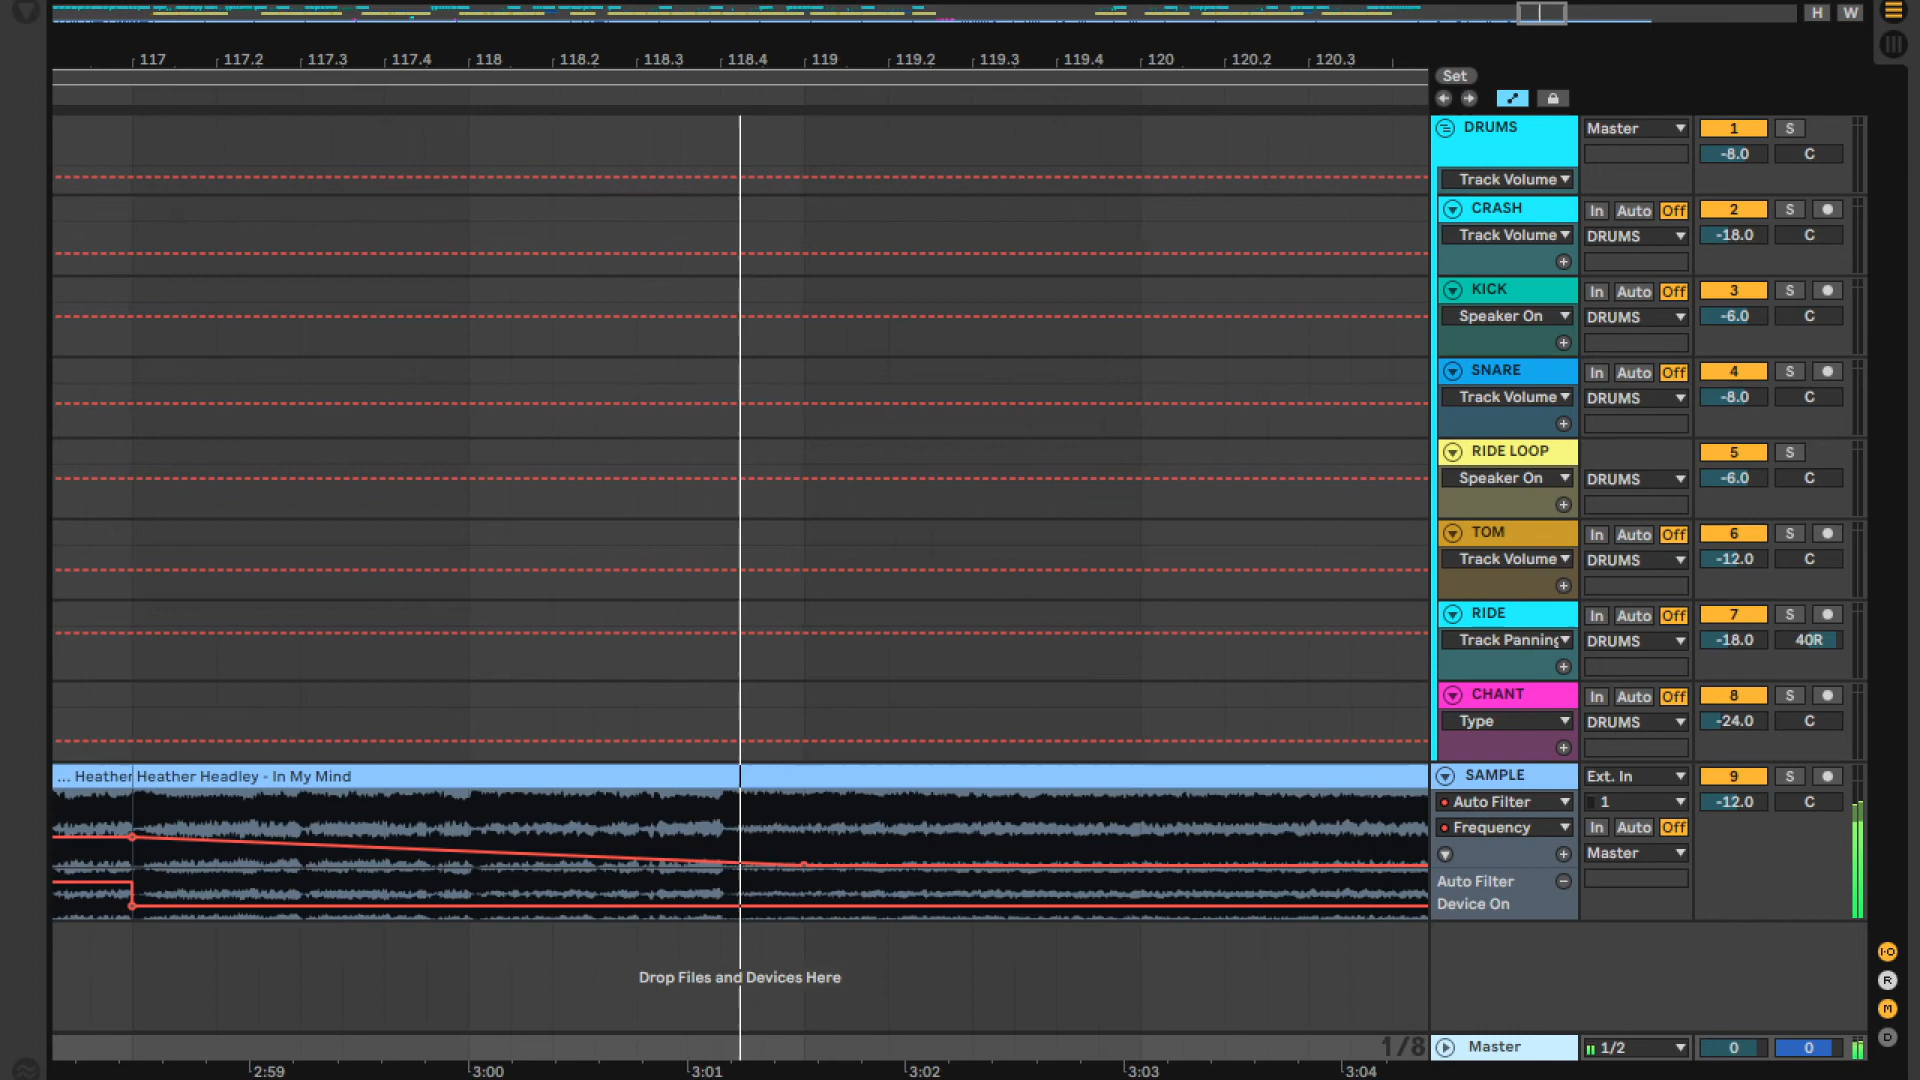 H W
117 117.2 117.3 117.4 118 118.2 118.3 118.4 119 119.2 119.3 119.4 120 120.2 120.3
Set
DRUMS Master 1 S
-8.0 C
Track Volume
CRASH In Auto Off 2 S
Track Volume DRUMS -18.0 C
KICK In Auto Off 3 S
Speaker On DRUMS -6.0 C
SNARE In Auto Off 4 S
Track Volume DRUMS -8.0 C
RIDE LOOP 5 S
Speaker On DRUMS -6.0 C
TOM In Auto Off 6 S
Track Volume DRUMS -12.0 C
RIDE In Auto Off 7 S
Track Panning DRUMS -18.0 40R
CHANT In Auto Off 8 S
Type DRUMS -24.0 C
... Heather Heather Headley - In My Mind SAMPLE Ext. In 9 S
Auto Filter 1 -12.0 C
Frequency In Auto Off
Master
Auto Filter
Device On
I·O
Drop Files and Devices Here
R
M
D
1/8 Master 1/2 0 0
2:59 3:00 3:01 3:02 3:03 3:04